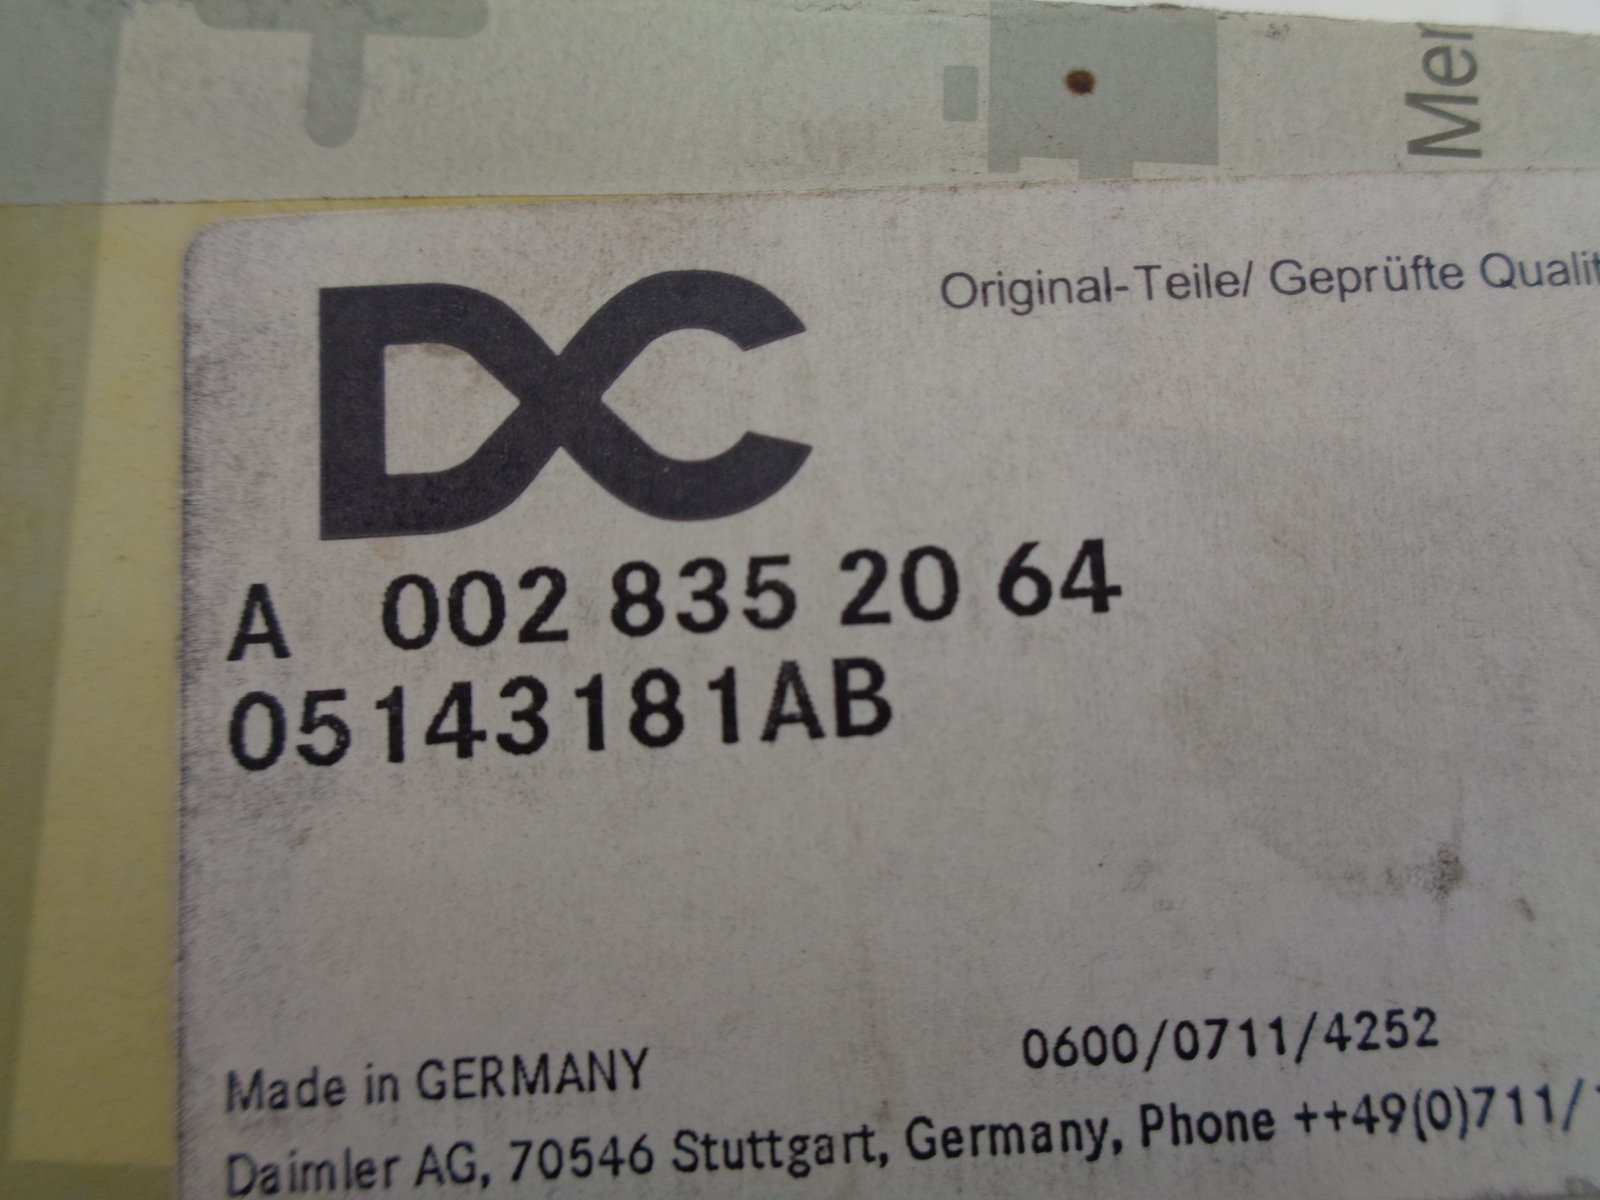 Mer
DC
Original-Teile/ Geprüfte Qualit
A 002 835 20 64
05143181AB
0600/0711/4252
Made in GERMANY
Daimler AG, 70546 Stuttgart, Germany, Phone ++49(0)711/